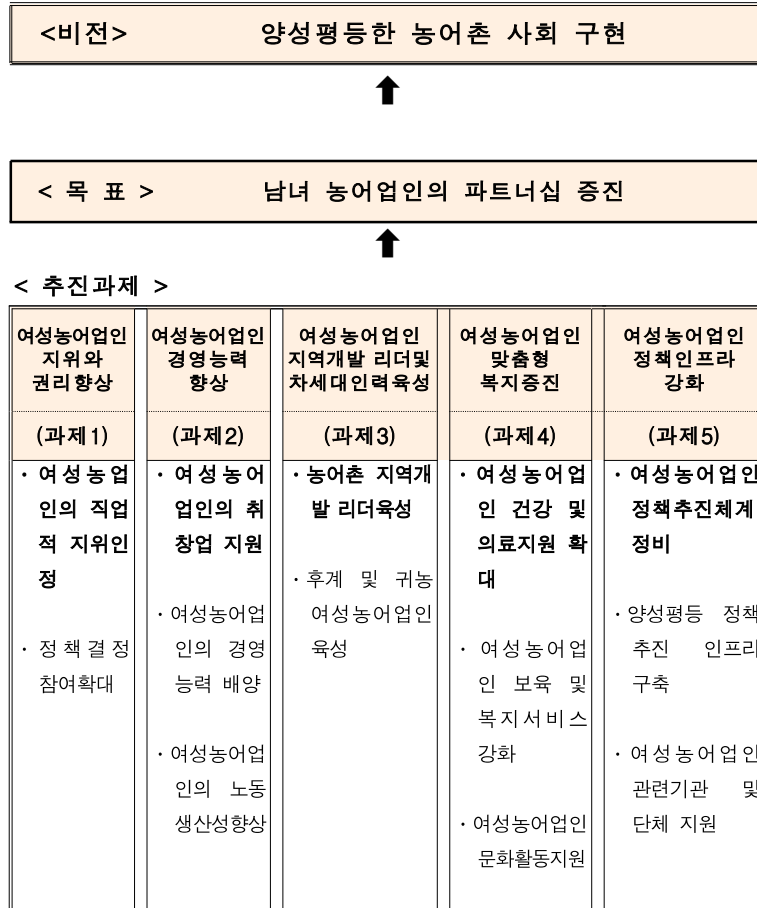 <비전> 양성평등한 농어촌 사회 구현
< 목 표 > 남녀 농어업인의 파트너십 증진
< 추진과제 >
여성농어업인
지위와
권리향상
(과제1)
· 여성농업
인의 직업
적 지위인
정
· 정책결정
참여확대
여성농어업인
경영능력
향상
(과제2)
· 여성농어
업인의 취
창업 지원
· 여성농어업
인의 경영
능력 배양
· 여성농어업
인의 노동
생산성향상
여성농어업인
지역개발 리더및
차세대인력육성
(과제3)
· 농어촌 지역개
발 리더육성
· 후계 및 귀농
여성농어업인
육성
여성농어업인
맞춤형
복지증진
(과제4)
· 여성농어업
인 건강 및
의료지원 확
대
· 여성농어업
인 보육 및
복지서비스
강화
· 여성농어업인
문화활동지원
여성농어업인
정책인프라
강화
(과제5)
· 여성농어업인
정책추진체계
정비
· 양성평등 정책
추진 인프라
구축
· 여성농어업인
관련기관 및
단체 지원